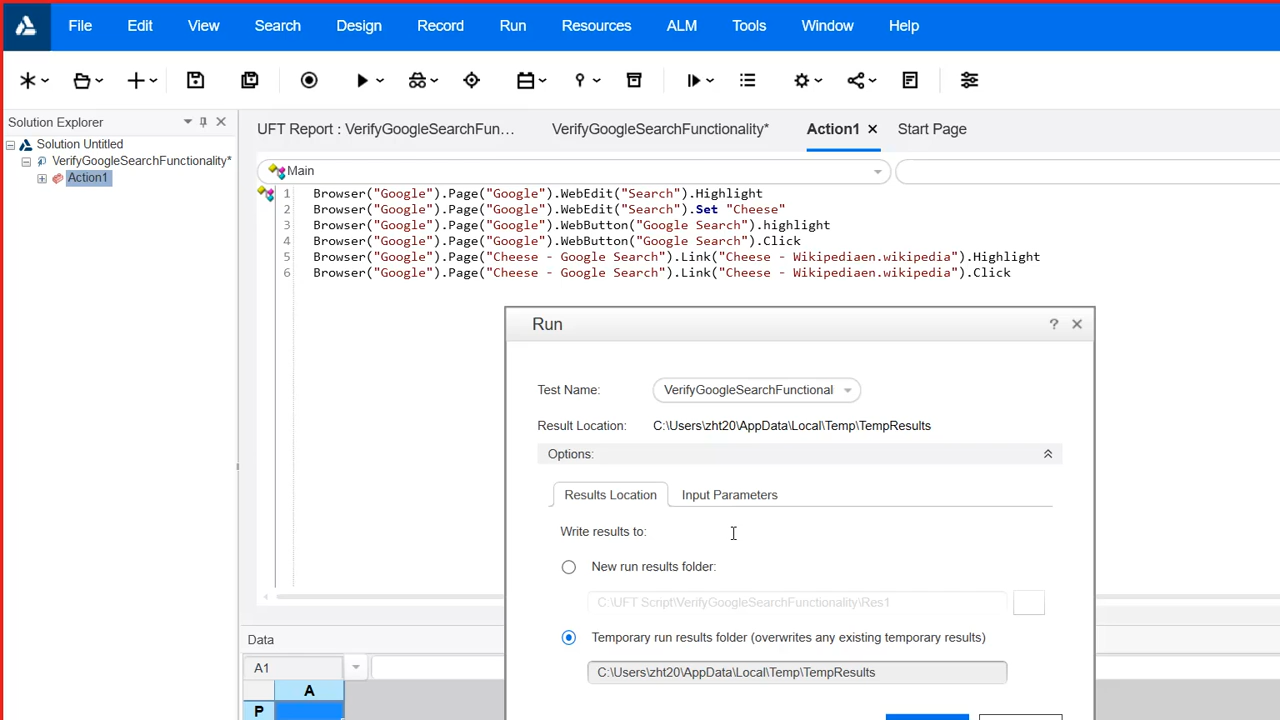 File Edit View Search Design Record Run Resources ALM Tools Window Help
Solution Explorer
Solution Untitled
VerifyGoogleSearchFunctionality*
Action1
UFT Report : VerifyGoogleSearchFun... VerifyGoogleSearchFunctionality* Action1 Start Page
Main
1 Browser("Google").Page("Google").WebEdit("Search").Highlight
2 Browser("Google").Page("Google").WebEdit("Search").Set "Cheese"
3 Browser("Google").Page("Google").WebButton("Google Search").highlight
4 Browser("Google").Page("Google").WebButton("Google Search").Click
5 Browser("Google").Page("Cheese - Google Search").Link("Cheese - Wikipediaen.wikipedia").Highlight
6 Browser("Google").Page("Cheese - Google Search").Link("Cheese - Wikipediaen.wikipedia").Click
Run ?
Test Name: VerifyGoogleSearchFunctional
Result Location: C:\Users\zht20\AppData\Local\Temp\TempResults
Options:
Results Location Input Parameters
Write results to:
New run results folder:
C:\UFT Script\VerifyGoogleSearchFunctionality\Res1
Temporary run results folder (overwrites any existing temporary results)
C:\Users\zht20\AppData\Local\Temp\TempResults
Data
A1
A
P